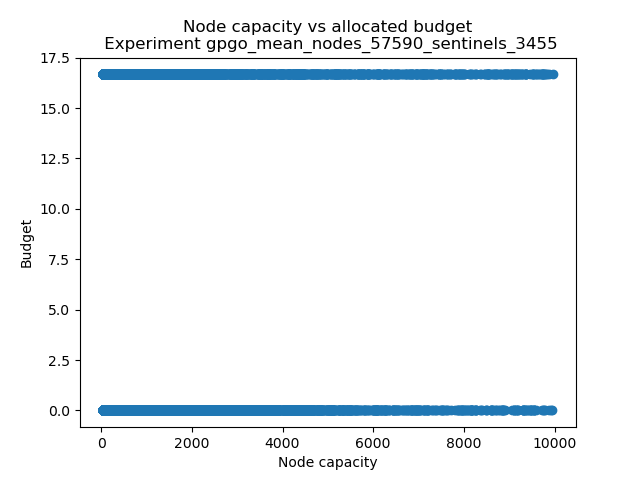 Node capacity vs allocated budget
Experiment gpgo_mean_nodes_57590_sentinels_3455
17.5
15.0
12.5
10.0
7.5
5.0
2.5
0.0
Budget
0 2000 4000 6000 8000 10000
Node capacity